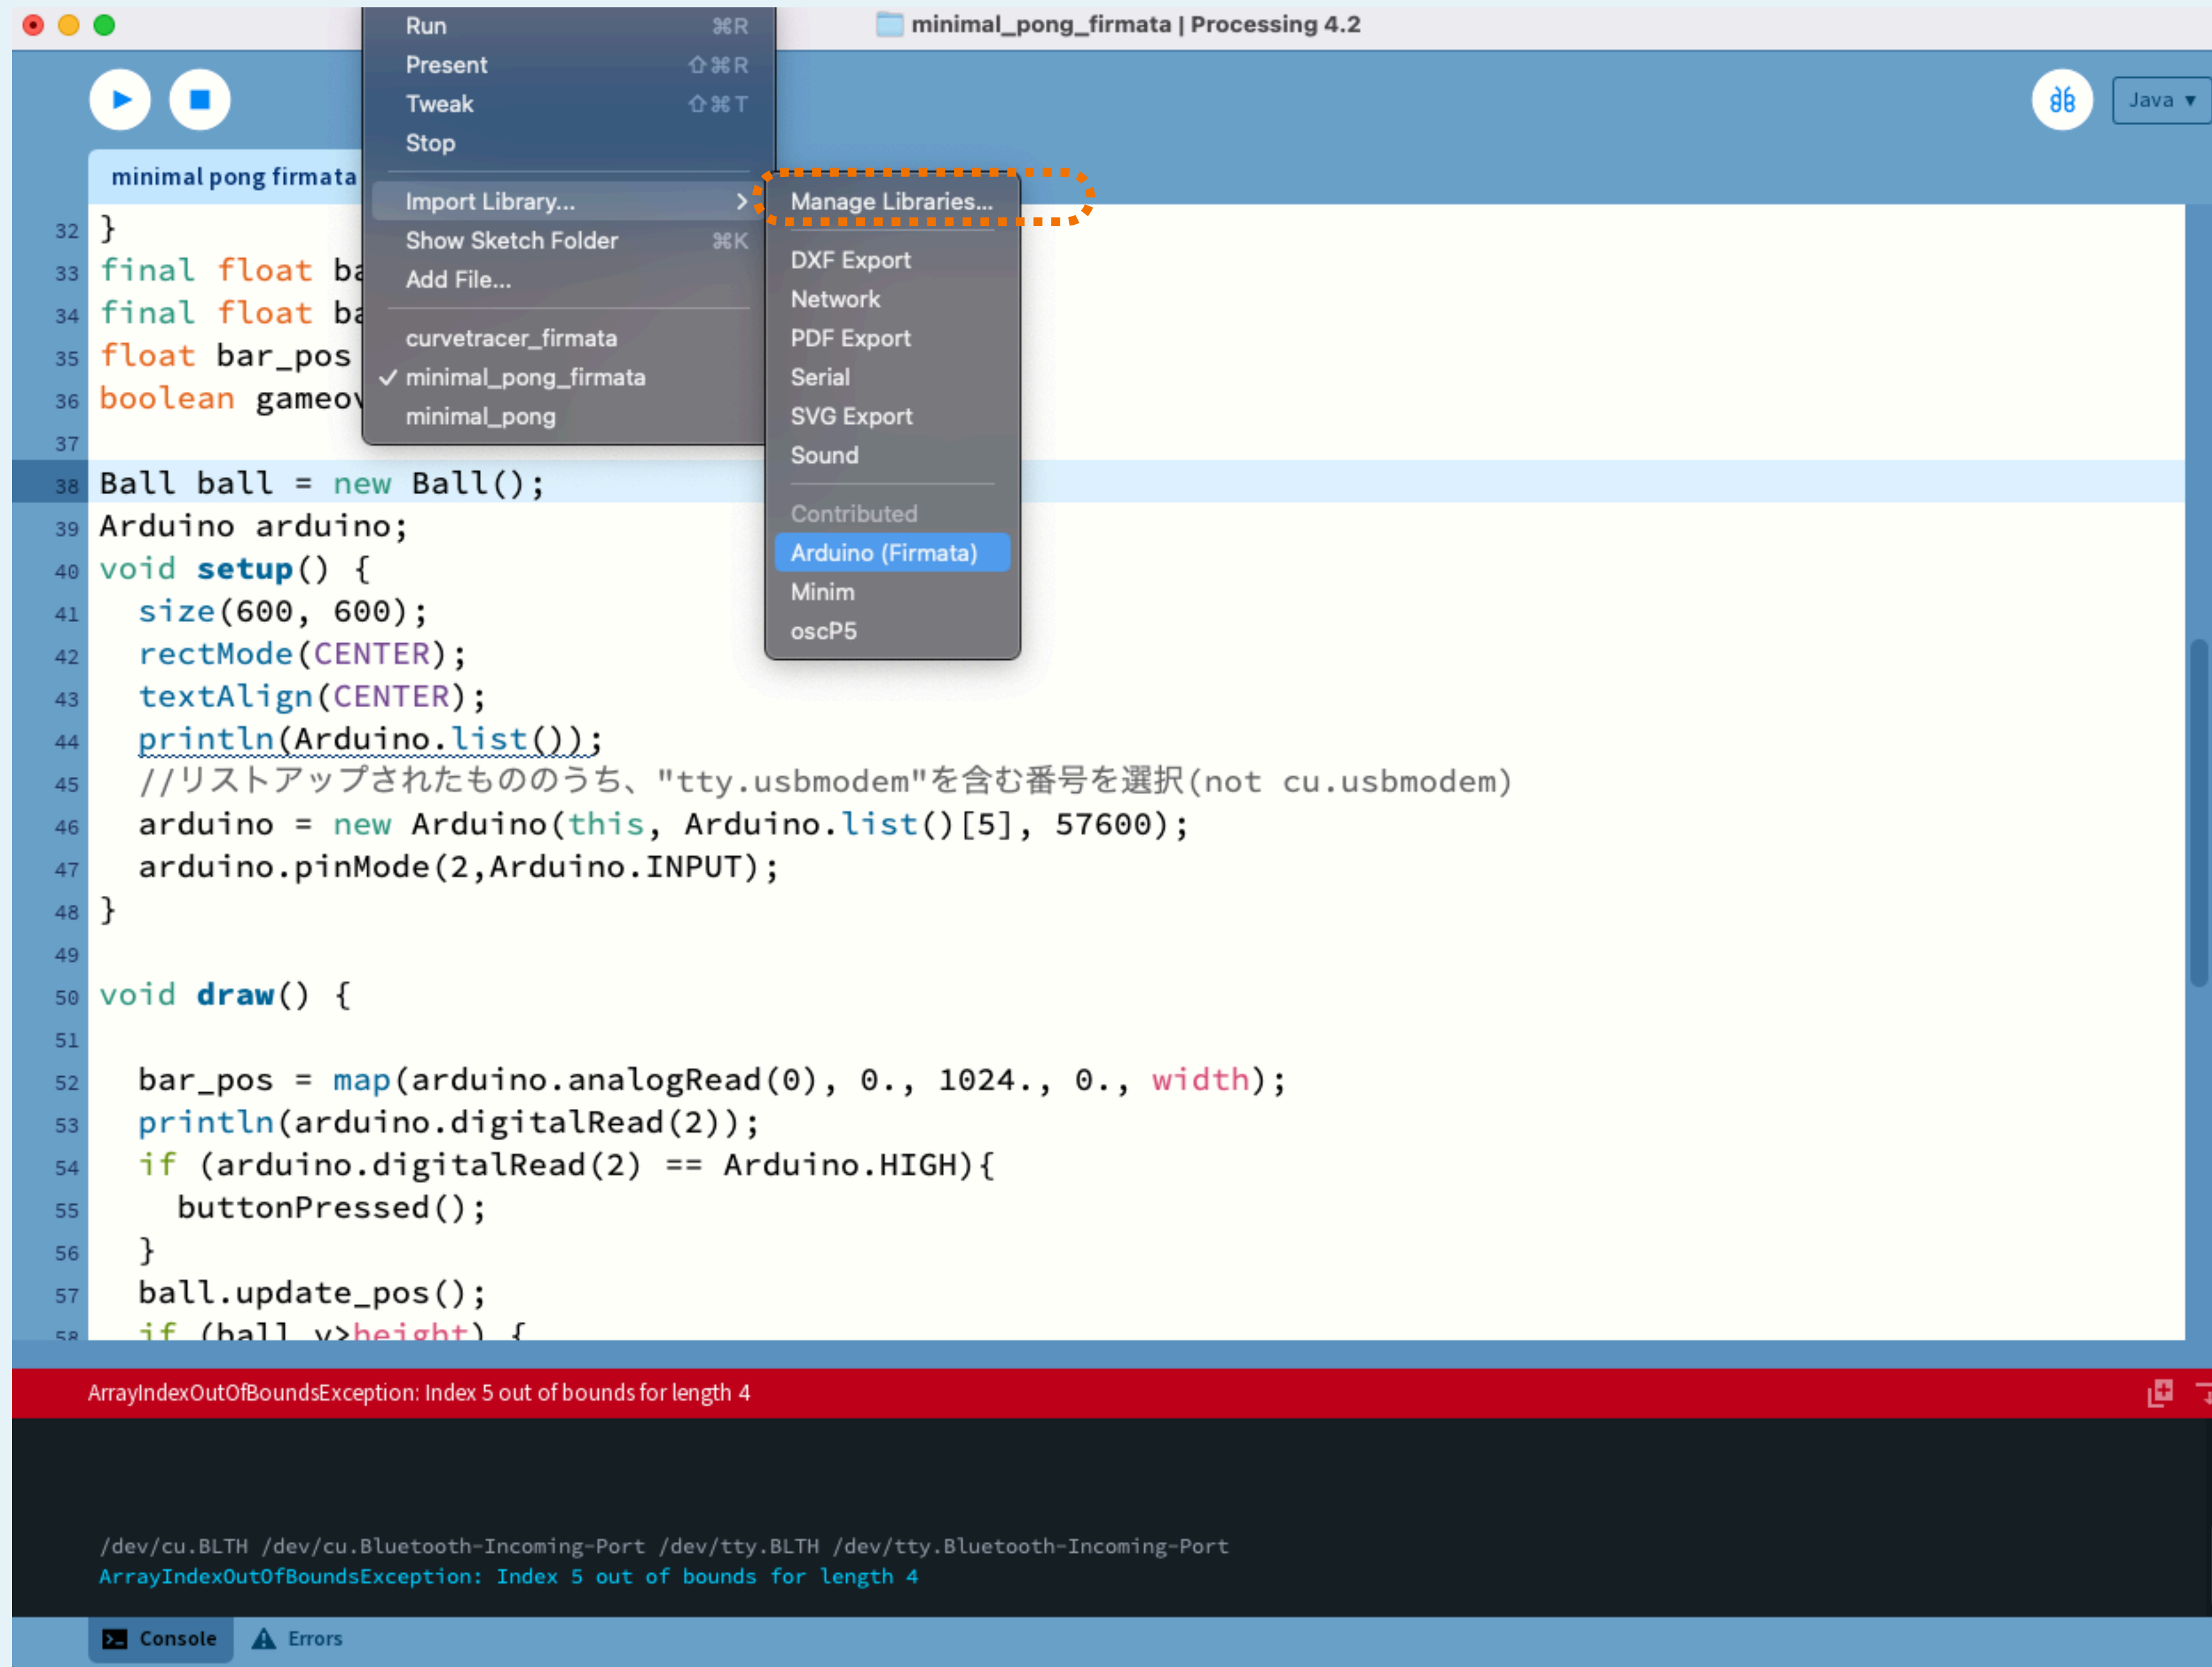 minimal_pong_firmata | Processing 4.2
Run ⌘R
Present ⇧⌘R
Tweak ⇧⌘T
Stop
Import Library... >
Show Sketch Folder ⌘K
Add File...
curvetracer_firmata
✓ minimal_pong_firmata
minimal_pong
Manage Libraries...
DXF Export
Network
PDF Export
Serial
SVG Export
Sound
Contributed
Arduino (Firmata)
Minim
oscP5
Java ▼
minimal pong firmata
32 }
33 final float
34 final float
35 float bar_pos
36 boolean
37
38 Ball ball = new Ball();
39 Arduino arduino;
40 void setup() {
41 size(600, 600);
42 rectMode(CENTER);
43 textAlign(CENTER);
44 println(Arduino.list());
45 //リストアップされたもののうち、"tty.usbmodem"を含む番号を選択(not cu.usbmodem)
46 arduino = new Arduino(this, Arduino.list()[5], 57600);
47 arduino.pinMode(2,Arduino.INPUT);
48 }
49
50 void draw() {
51
52 bar_pos = map(arduino.analogRead(0), 0., 1024., 0., width);
53 println(arduino.digitalRead(2));
54 if (arduino.digitalRead(2) == Arduino.HIGH){
55 buttonPressed();
56 }
57 ball.update_pos();
58 if (ball y>height) {
ArrayIndexOutOfBoundsException: Index 5 out of bounds for length 4
/dev/cu.BLTH /dev/cu.Bluetooth-Incoming-Port /dev/tty.BLTH /dev/tty.Bluetooth-Incoming-Port
ArrayIndexOutOfBoundsException: Index 5 out of bounds for length 4
Console
Errors